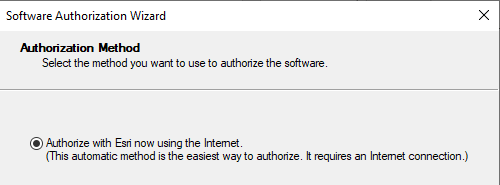 Software Authorization Wizard
Authorization Method
Select the method you want to use to authorize the software.
Authorize with Esri now using the Internet.
(This automatic method is the easiest way to authorize. It requires an Internet connection.)